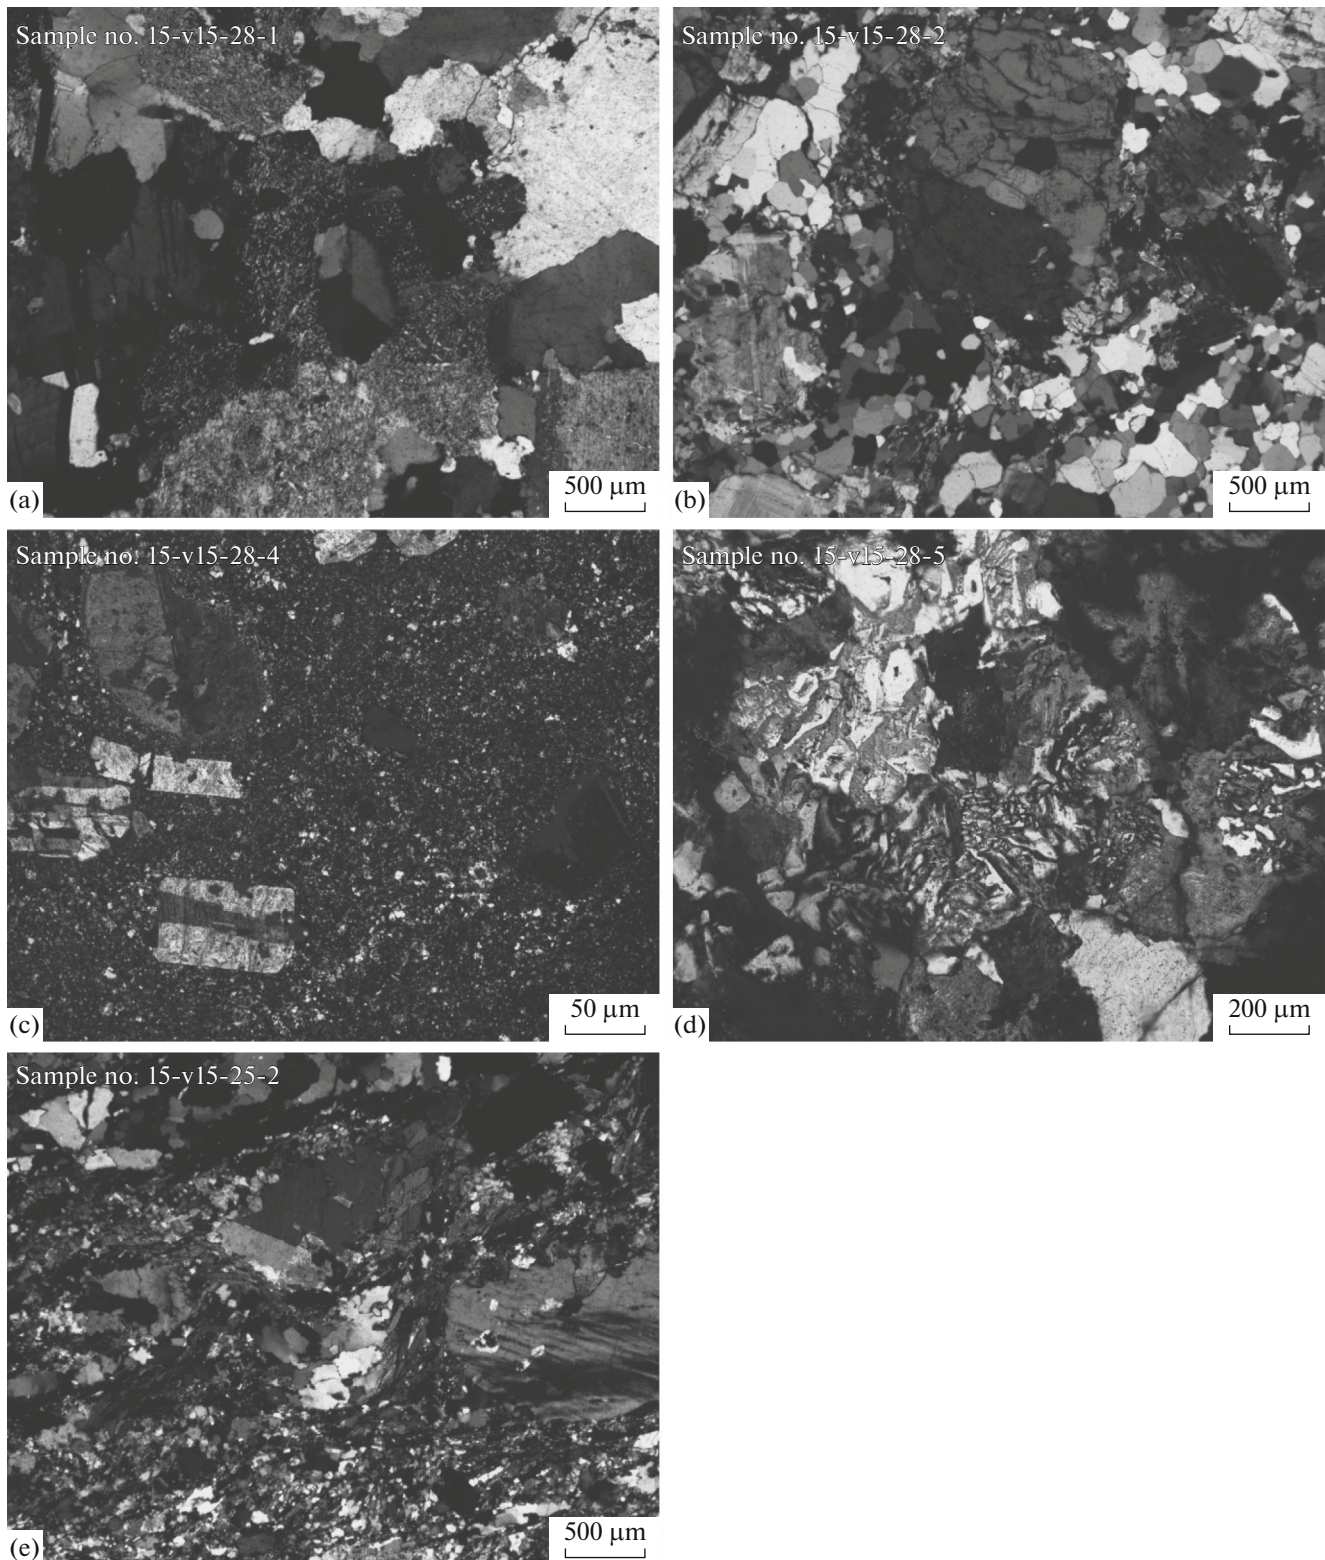 Sample no. 15-v15-28-1
(a)
500 µm
Sample no. 15-v15-28-2
(b)
500 µm
Sample no. 15-v15-28-4
(c)
50 µm
Sample no. 15-v15-28-5
(d)
200 µm
Sample no. 15-v15-25-2
(e)
500 µm